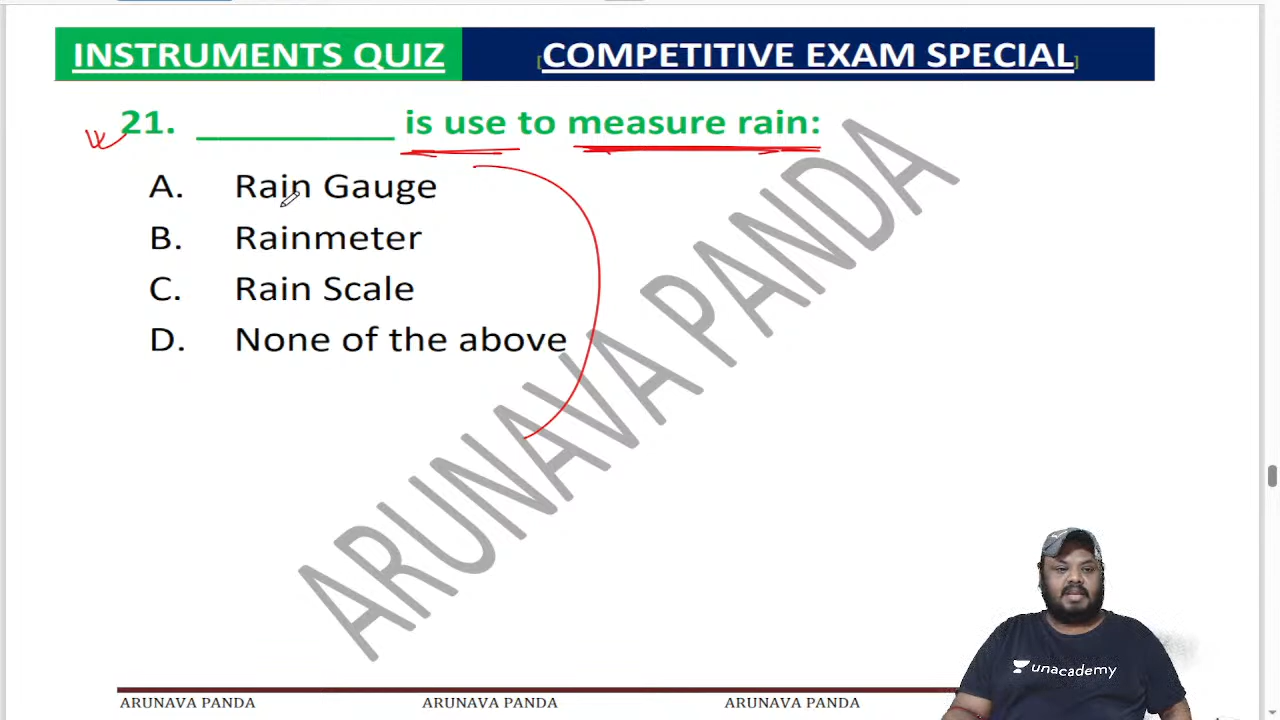 INSTRUMENTS QUIZ
[COMPETITIVE EXAM SPECIAL]
21. __________ is use to measure rain:
A. Rain Gauge
B. Rainmeter
C. Rain Scale
D. None of the above
ARUNAVA PANDA
unacademy
ARUNAVA PANDA ARUNAVA PANDA ARUNAVA PANDA